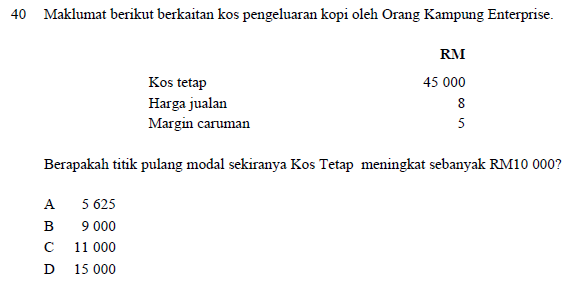 40 Maklumat berikut berkaitan kos pengeluaran kopi oleh Orang Kampung Enterprise.
RM
Kos tetap 45 000
Harga jualan 8
Margin caruman 5
Berapakah titik pulang modal sekiranya Kos Tetap meningkat sebanyak RM10 000?
A 5 625
B 9 000
C 11 000
D 15 000